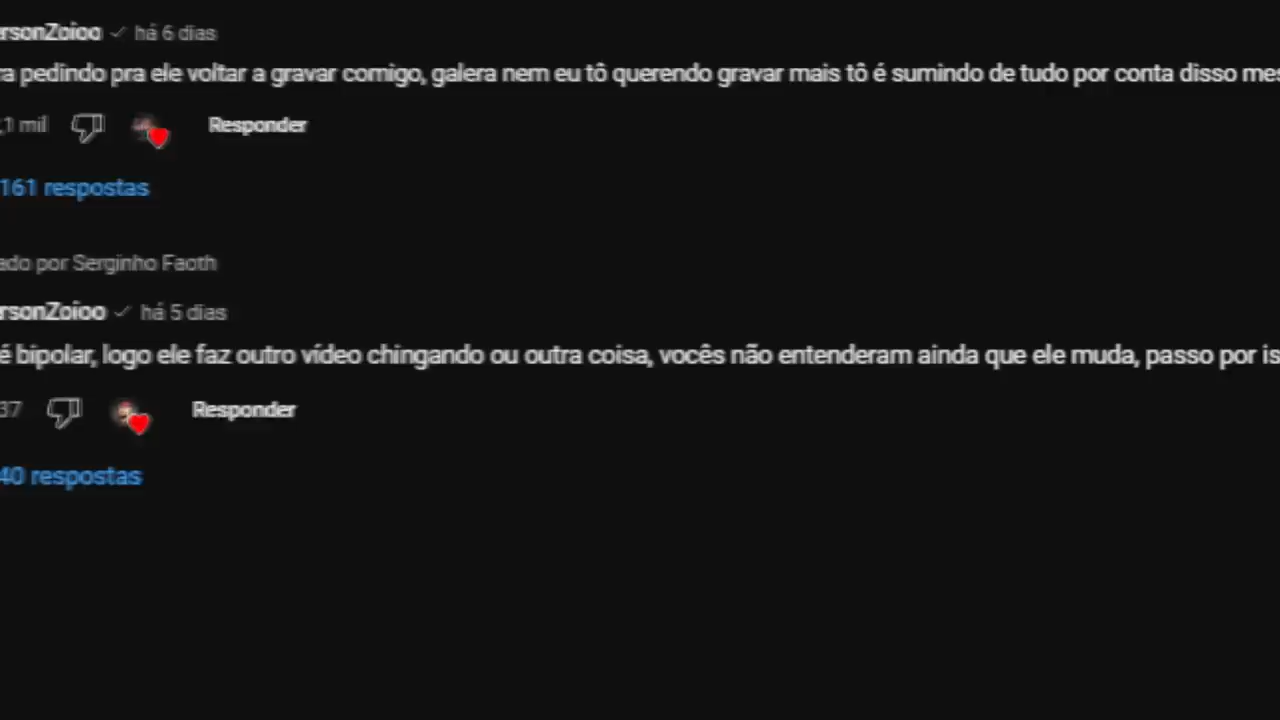 rsonZoioo há 6 dias
ra pedindo pra ele voltar a gravar comigo, galera nem eu tô querendo gravar mais tô é sumindo de tudo por conta disso mes
,1 mil Responder
161 respostas
ado por Serginho Faoth
rsonZoioo há 5 dias
é bipolar, logo ele faz outro vídeo chingando ou outra coisa, vocês não entenderam ainda que ele muda, passo por is
37 Responder
40 respostas